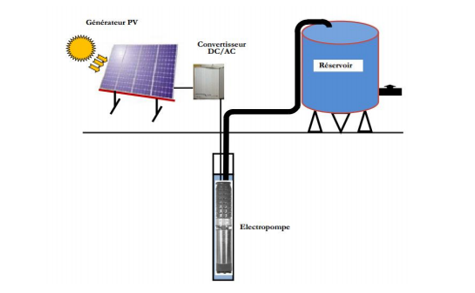 Générateur PV
Convertisseur
DC/AC
Réservoir
Electropompe